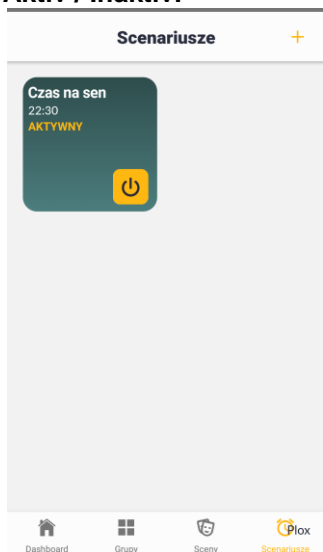 Aktiv / Inaktiv:
Scenariusze +
Czas na sen
22:30
AKTYWNY
Plox
Dashboard Grupy Sceny Scenariusze